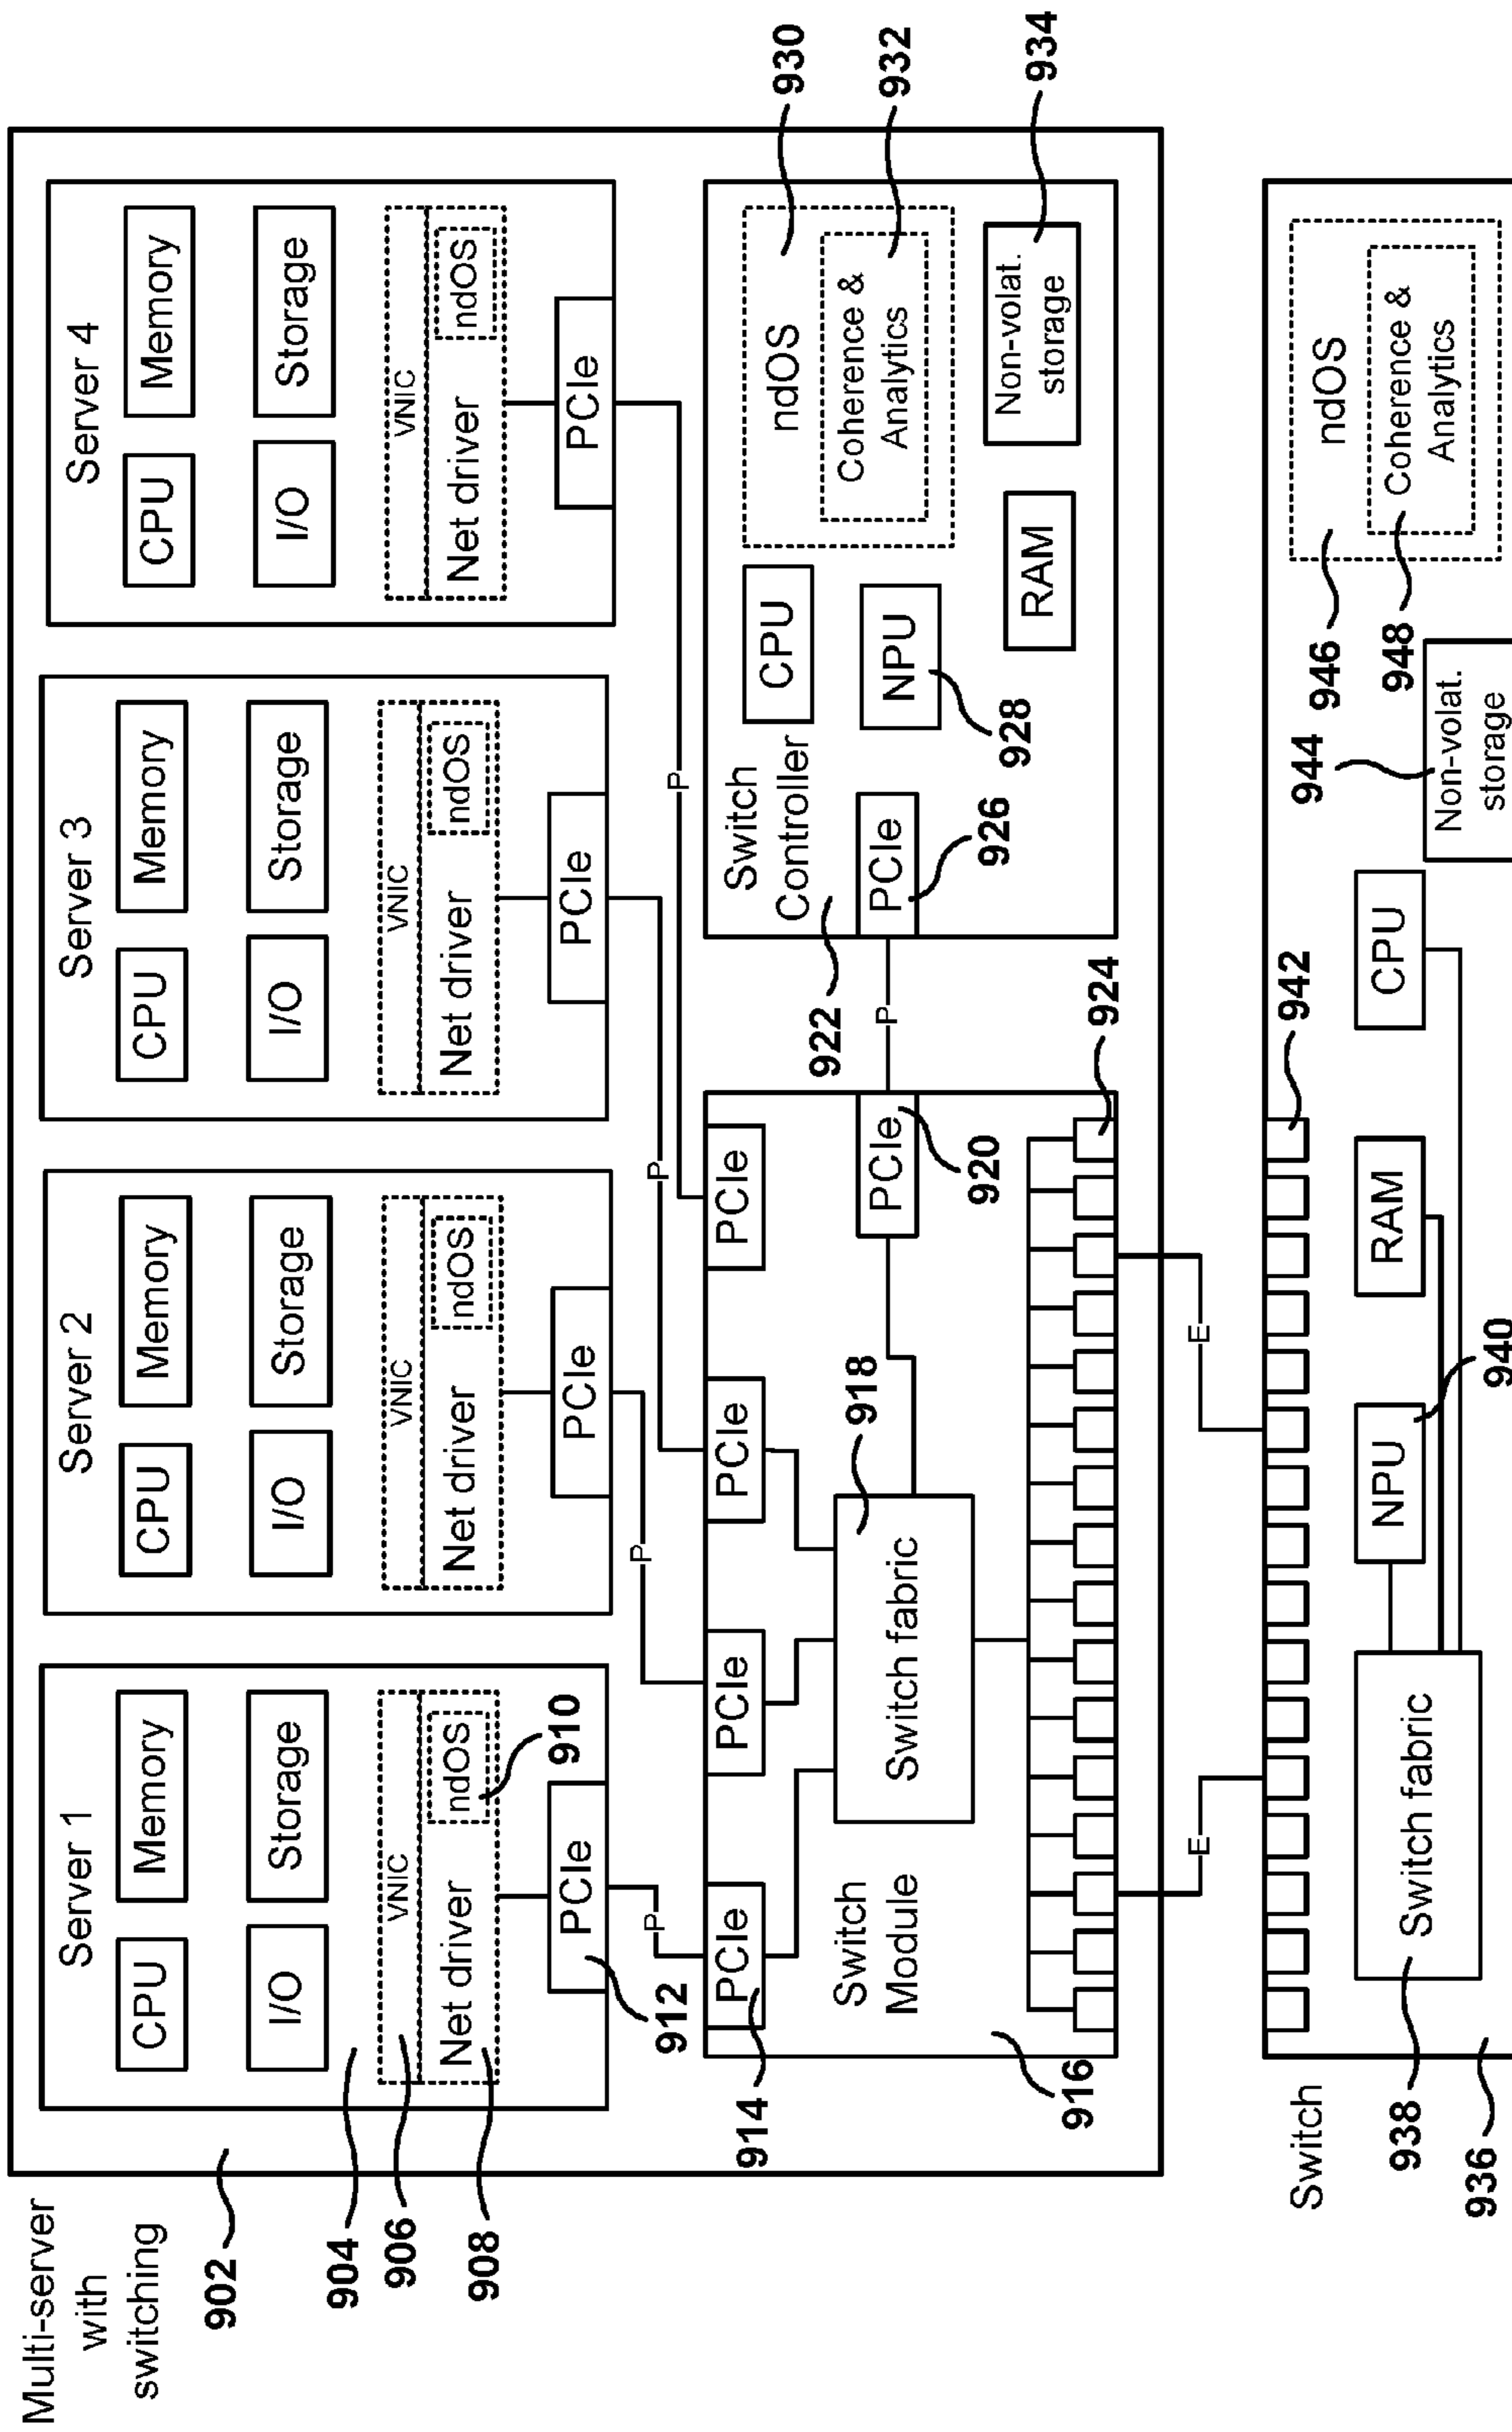 Multi-server
with
switching
902
904
906
908
Server 1
CPU
Memory
I/O
Storage
VNIC
Net driver
ndOS
910
PCIe
912
Server 2
CPU
Memory
I/O
Storage
VNIC
Net driver
ndOS
PCIe
Server 3
CPU
Memory
I/O
Storage
VNIC
Net driver
ndOS
PCIe
Server 4
CPU
Memory
I/O
Storage
VNIC
Net driver
ndOS
PCIe
P
P
P
P
914
PCIe
PCIe
PCIe
PCIe
Switch
Module
916
Switch fabric
918
PCIe
920
P
924
922
Switch
Controller
PCIe
926
CPU
NPU
928
RAM
ndOS
930
Coherence &
Analytics
932
Non-volat.
storage
934
E
E
Switch
936
938
Switch fabric
NPU
940
RAM
CPU
942
944
Non-volat.
storage
946
948
ndOS
Coherence &
Analytics